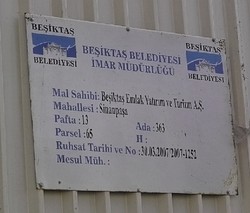 BEŞİKTAŞ
BELEDİYESİ
BEŞİKTAŞ BELEDİYESİ
İMAR MÜDÜRLÜĞÜ
BEŞİKTAŞ
BELEDİYESİ
Mal Sahibi: Beşiktaş Emlak Yatırım ve Turizm A.Ş.
Mahallesi : Sinanpaşa
Pafta : 13
Ada : 363
Parsel : 65
H :
Ruhsat Tarihi ve No : 30.03.2007/2007-1252
Mesul Müh. :